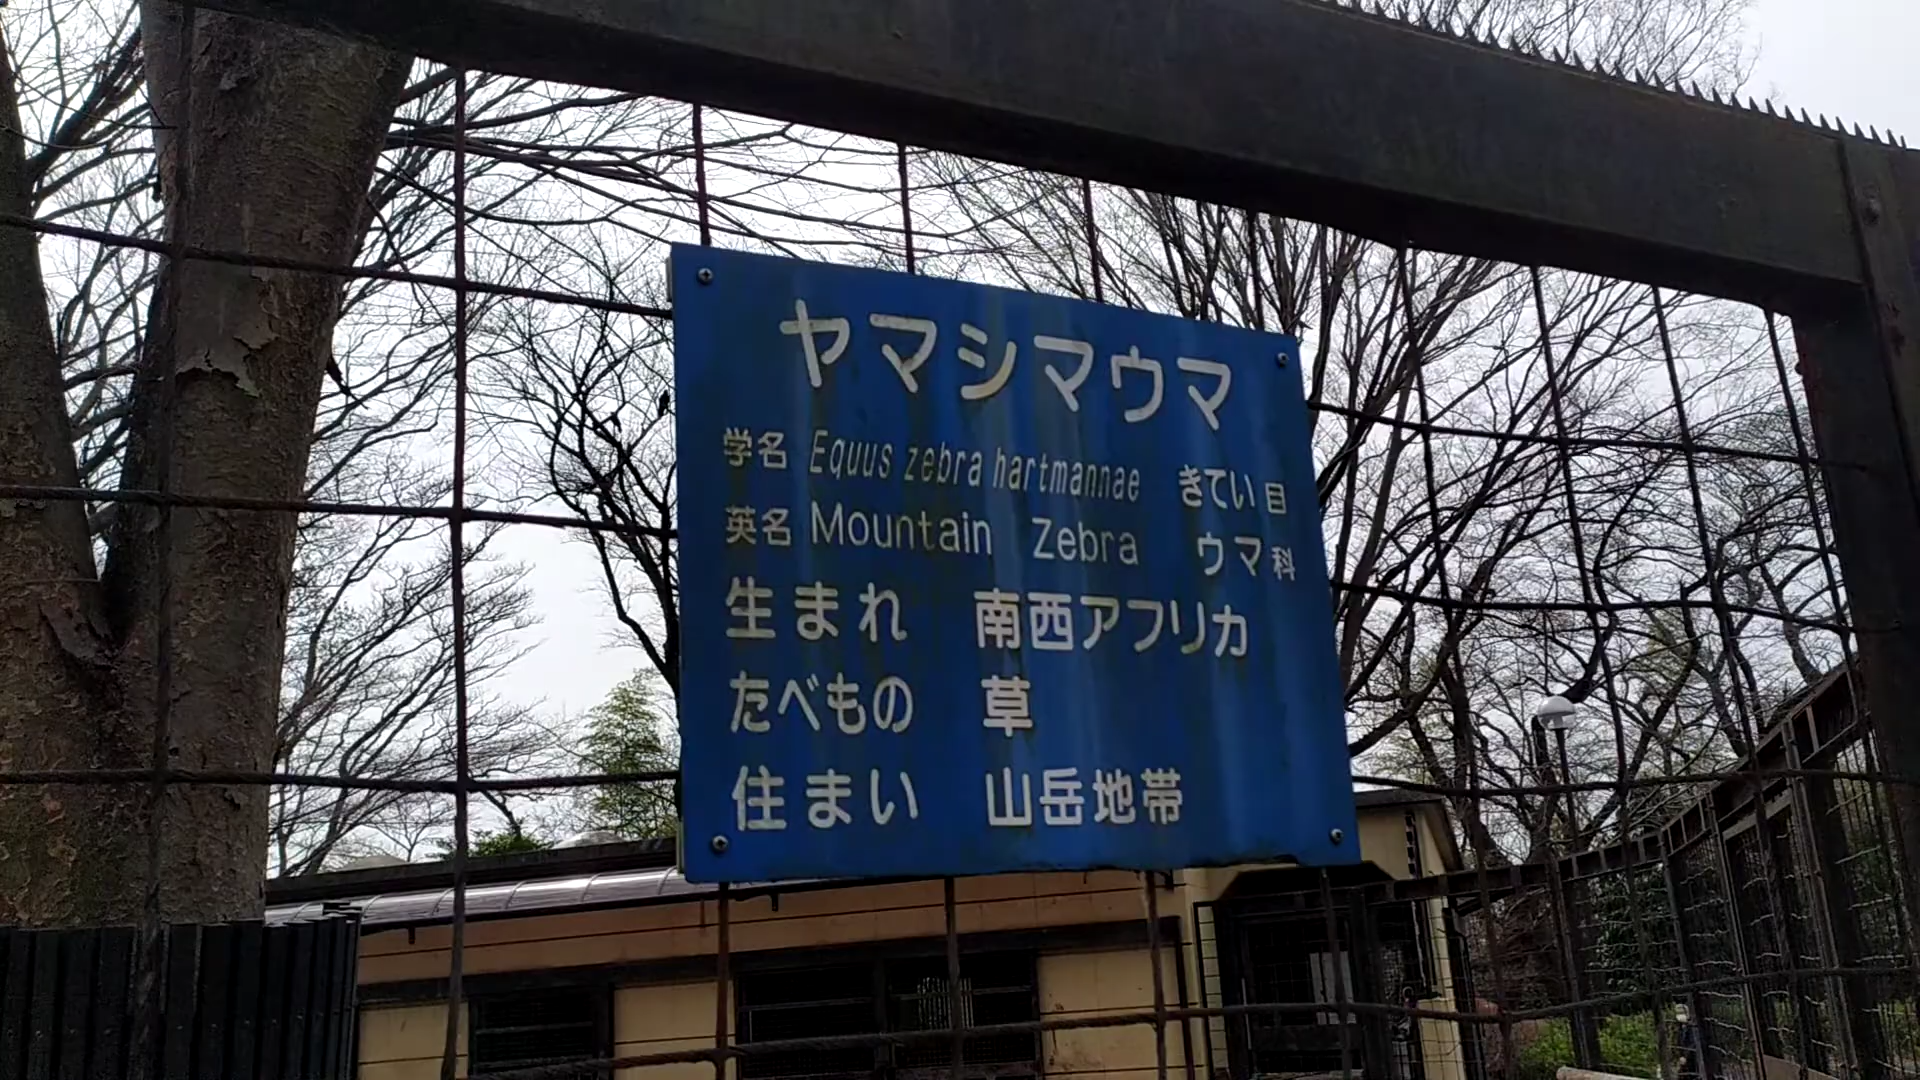 ヤマシマウマ
学名 Equus zebra hartmannae きてい目
英名 Mountain Zebra ウマ科
生まれ 南西アフリカ
たべもの 草
住まい 山岳地帯